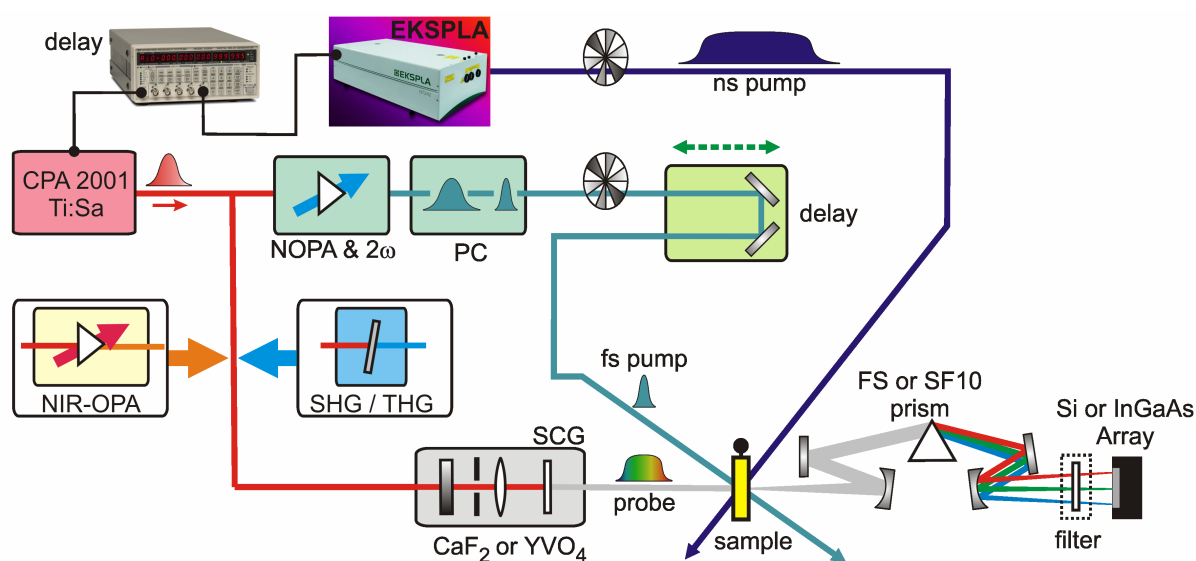 delay
EKSPLA
EKSPLA
ns pump
CPA 2001
Ti:Sa
NOPA & 2ω
PC
delay
NIR-OPA
SHG / THG
fs pump
FS or SF10
prism
Si or InGaAs
Array
SCG
probe
CaF₂ or YVO₄
sample
filter